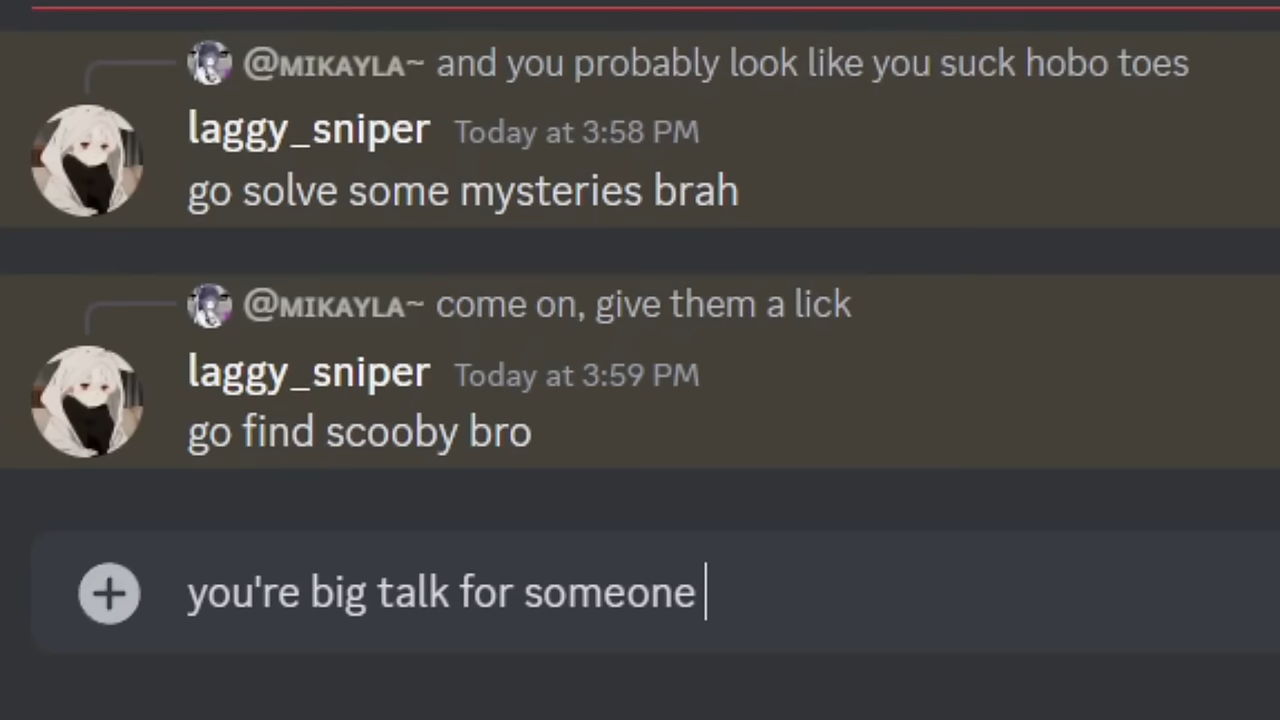 @ᴍɪᴋᴀʏʟᴀ~ and you probably look like you suck hobo toes
laggy_sniper Today at 3:58 PM
go solve some mysteries brah
@ᴍɪᴋᴀʏʟᴀ~ come on, give them a lick
laggy_sniper Today at 3:59 PM
go find scooby bro
you're big talk for someone